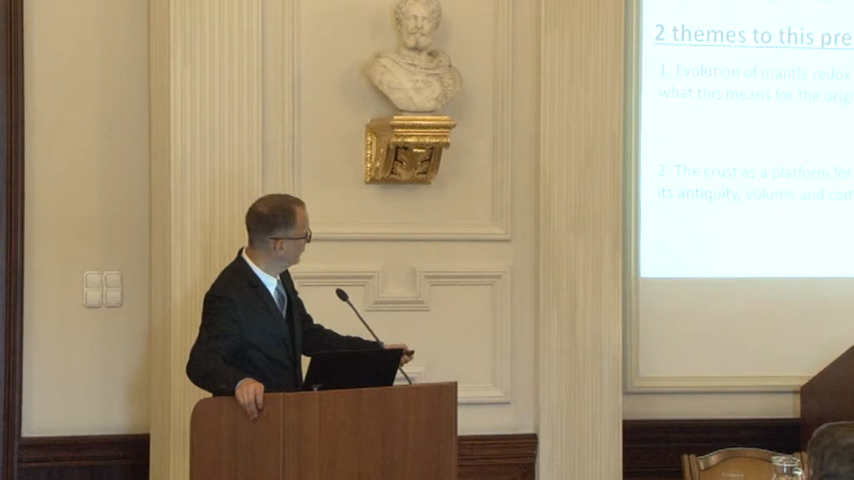 2 themes to this pre
1. Evolution of mantle redox
what this means for the orig
2. The crust as a platform for
its antiquity, volume and com